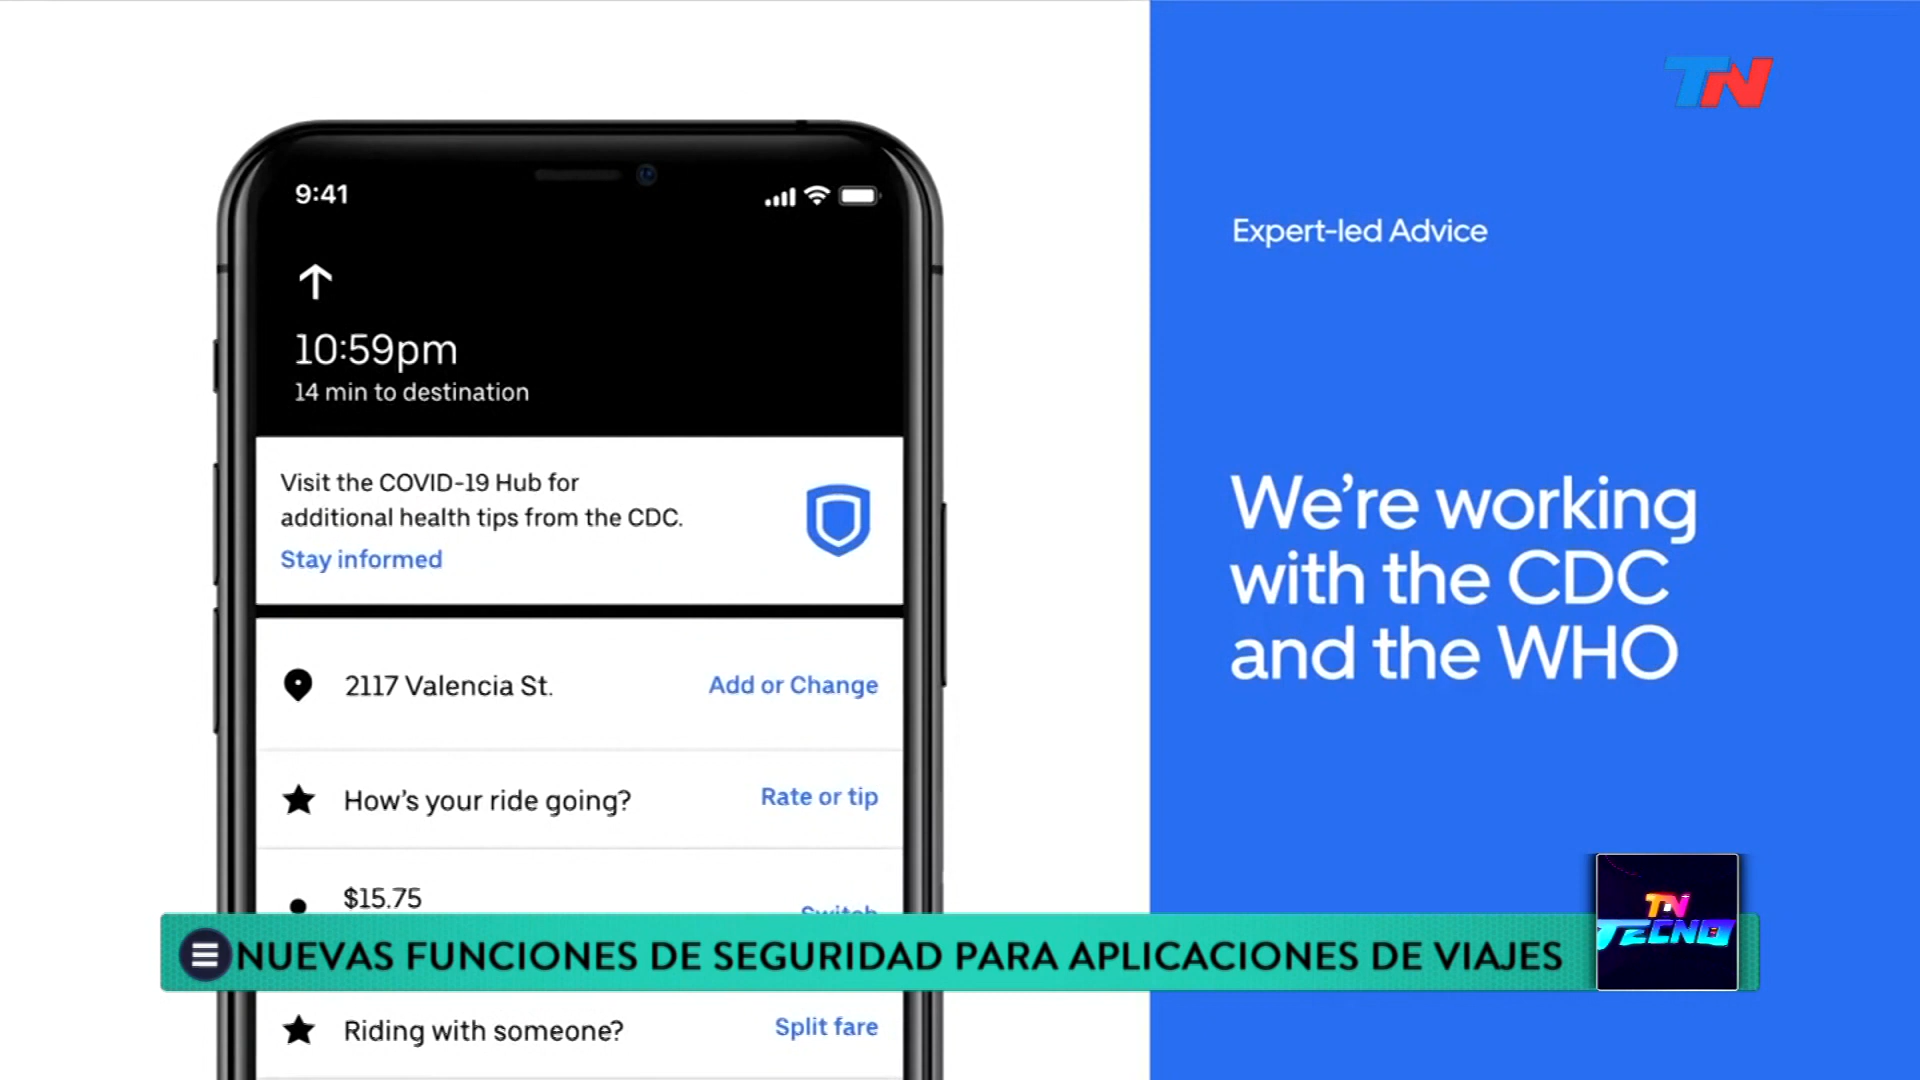 TN
9:41
Expert-led Advice
10:59pm
14 min to destination
Visit the COVID-19 Hub for
additional health tips from the CDC.
Stay informed
We're working
with the CDC
and the WHO
2117 Valencia St.
Add or Change
How's your ride going?
Rate or tip
$15.75
Switch
NUEVAS FUNCIONES DE SEGURIDAD PARA APLICACIONES DE VIAJES
TN
TECNO
Riding with someone?
Split fare